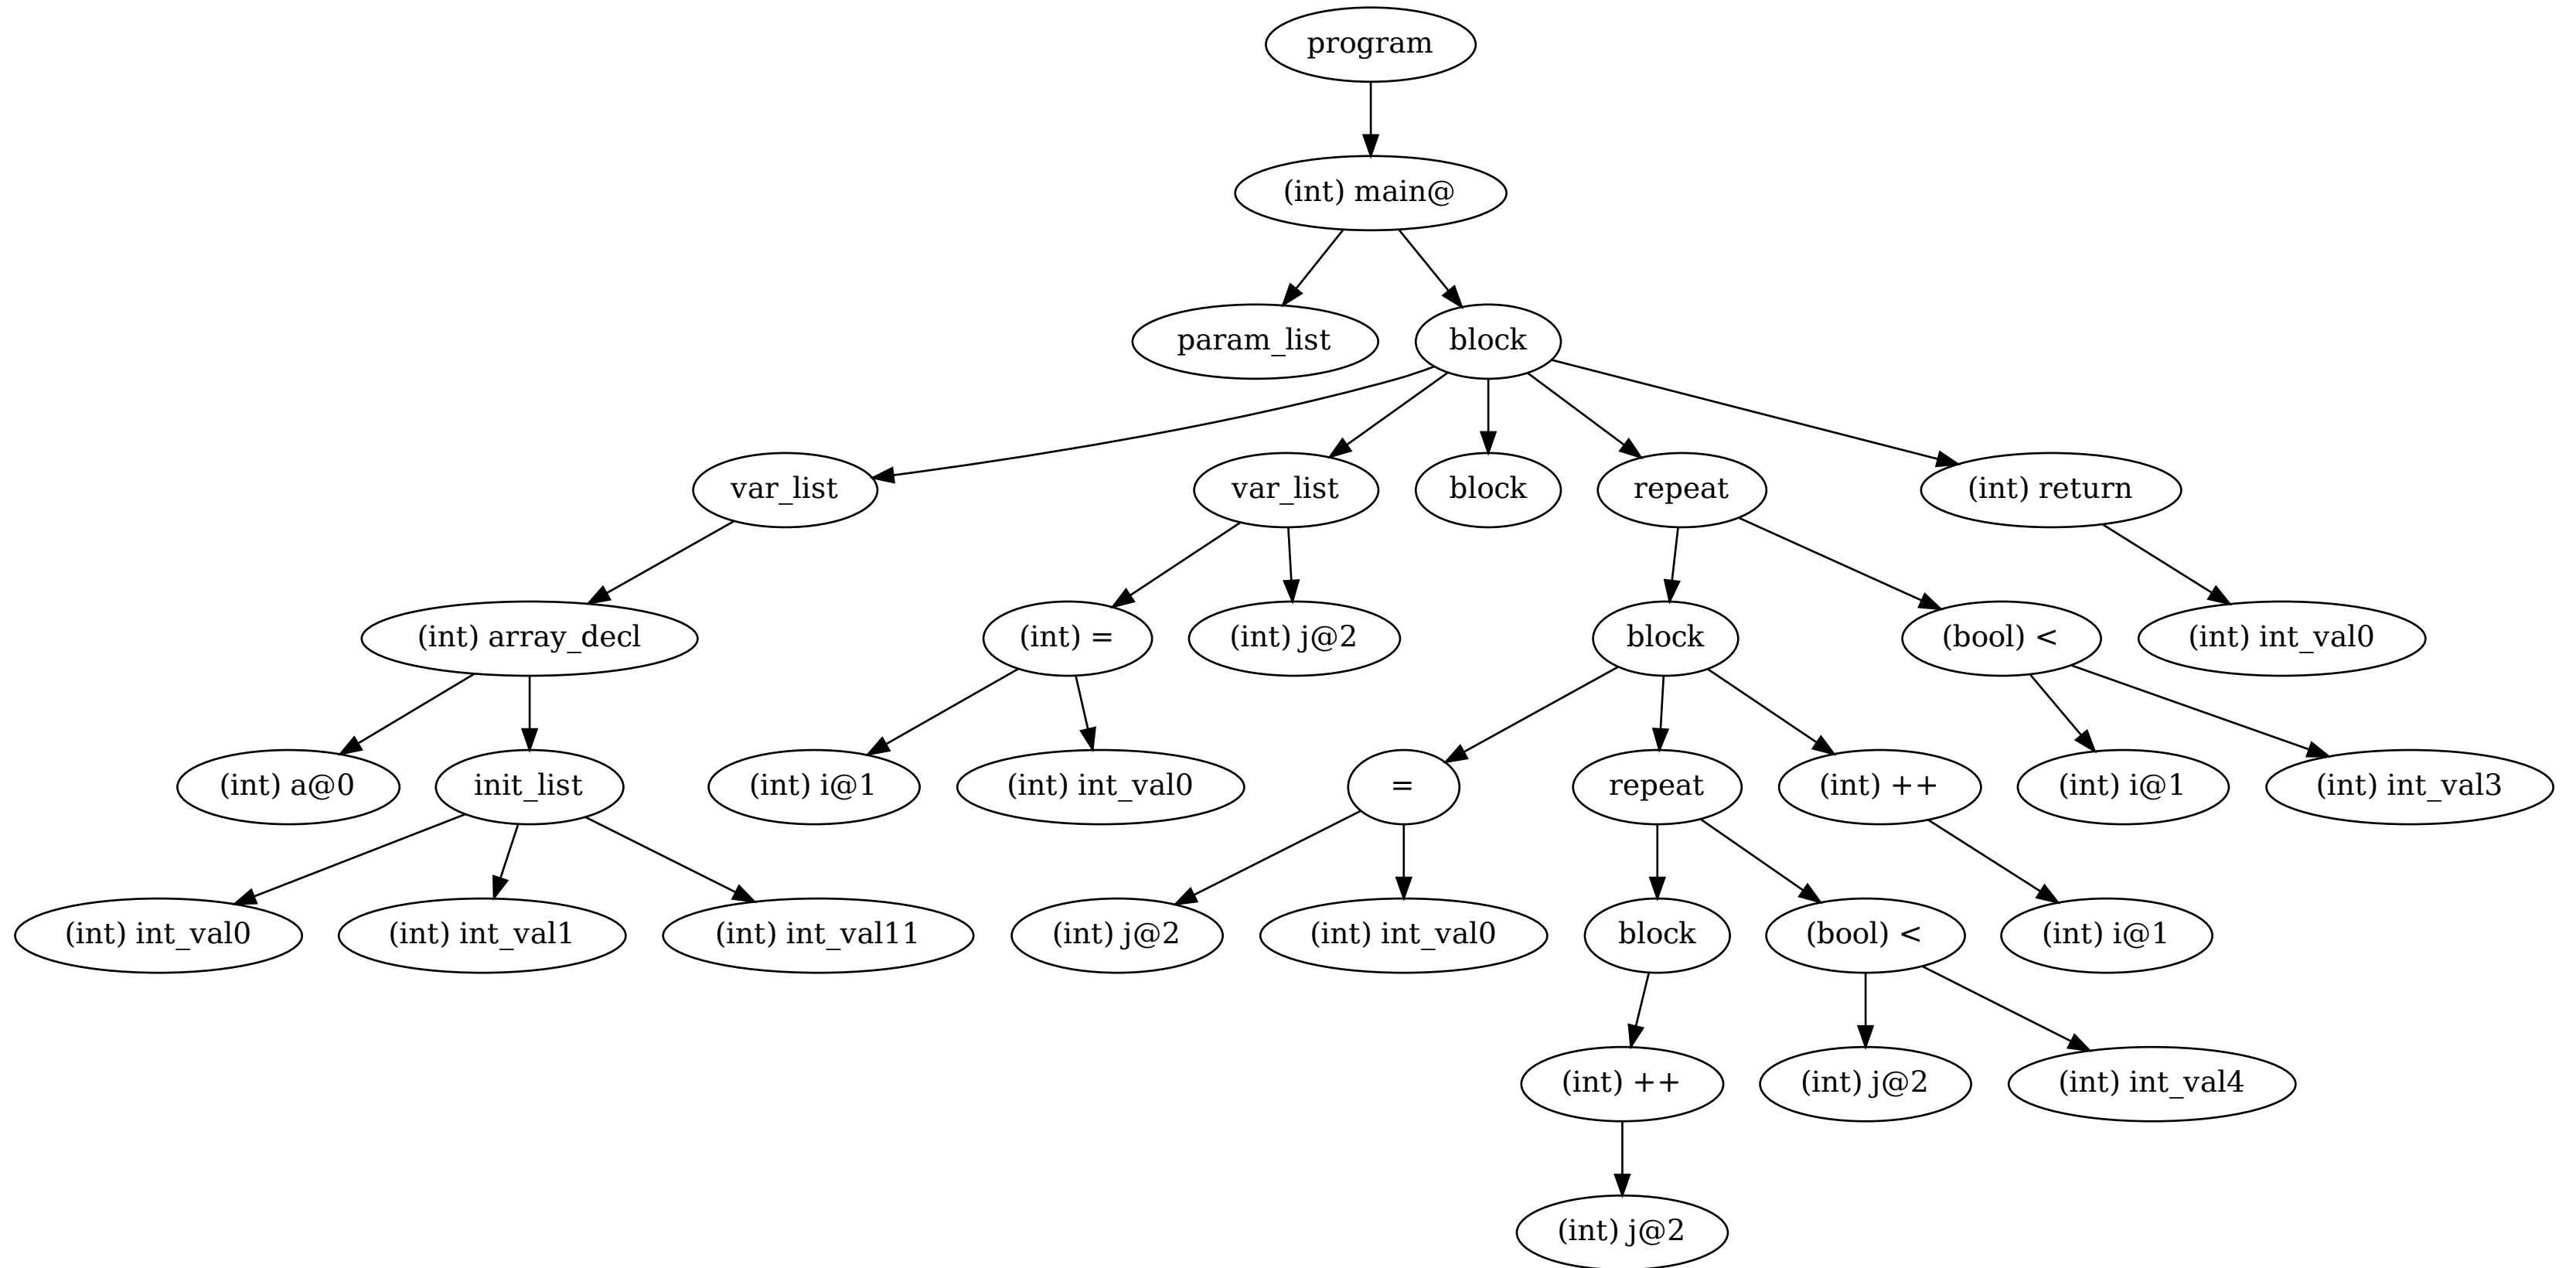 program
(int) main@
param_list
block
var_list
var_list
block
repeat
(int) return
(int) array_decl
(int) =
(int) j@2
block
(bool) <
(int) int_val0
(int) a@0
init_list
(int) i@1
(int) int_val0
=
repeat
(int) ++
(int) i@1
(int) int_val3
(int) int_val0
(int) int_val1
(int) int_val11
(int) j@2
(int) int_val0
block
(bool) <
(int) i@1
(int) ++
(int) j@2
(int) int_val4
(int) j@2